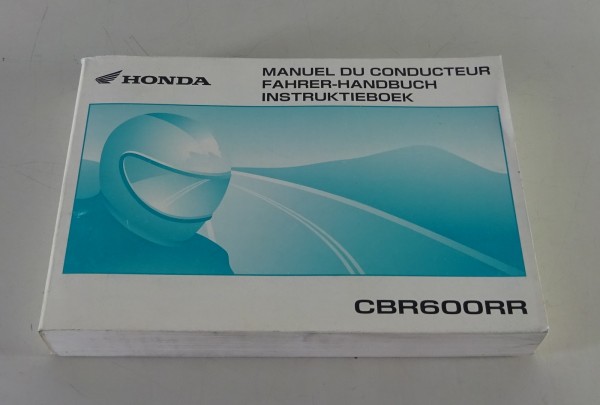 HONDA
MANUEL DU CONDUCTEUR
FAHRER-HANDBUCH
INSTRUKTIEBOEK
CBR600RR